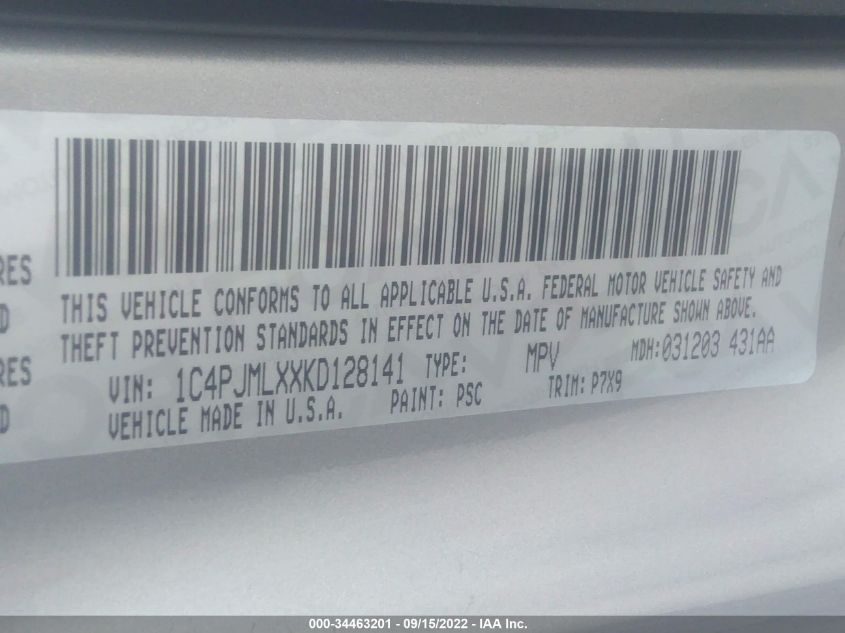 RES
THIS VEHICLE CONFORMS TO ALL APPLICABLE U.S.A. FEDERAL MOTOR VEHICLE SAFETY AND
D
THEFT PREVENTION STANDARDS IN EFFECT ON THE DATE OF MANUFACTURE SHOWN ABOVE.
RES
VIN: 1C4PJMLXXKD128141 TYPE: MPV MDH:031203 431AA
D
VEHICLE MADE IN U.S.A. PAINT: PSC TRIM: P7X9
000-34463201 - 09/15/2022 - IAA Inc.